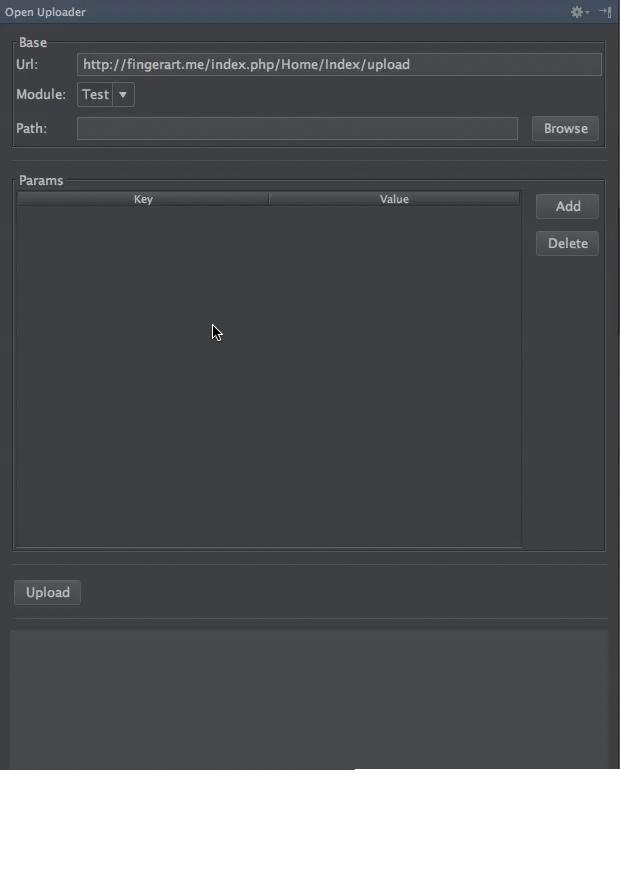 Open Uploader
Base
Url: http://fingerart.me/index.php/Home/Index/upload
Module: Test
Path: Browse
Params
Key Value
Add
Delete
Upload